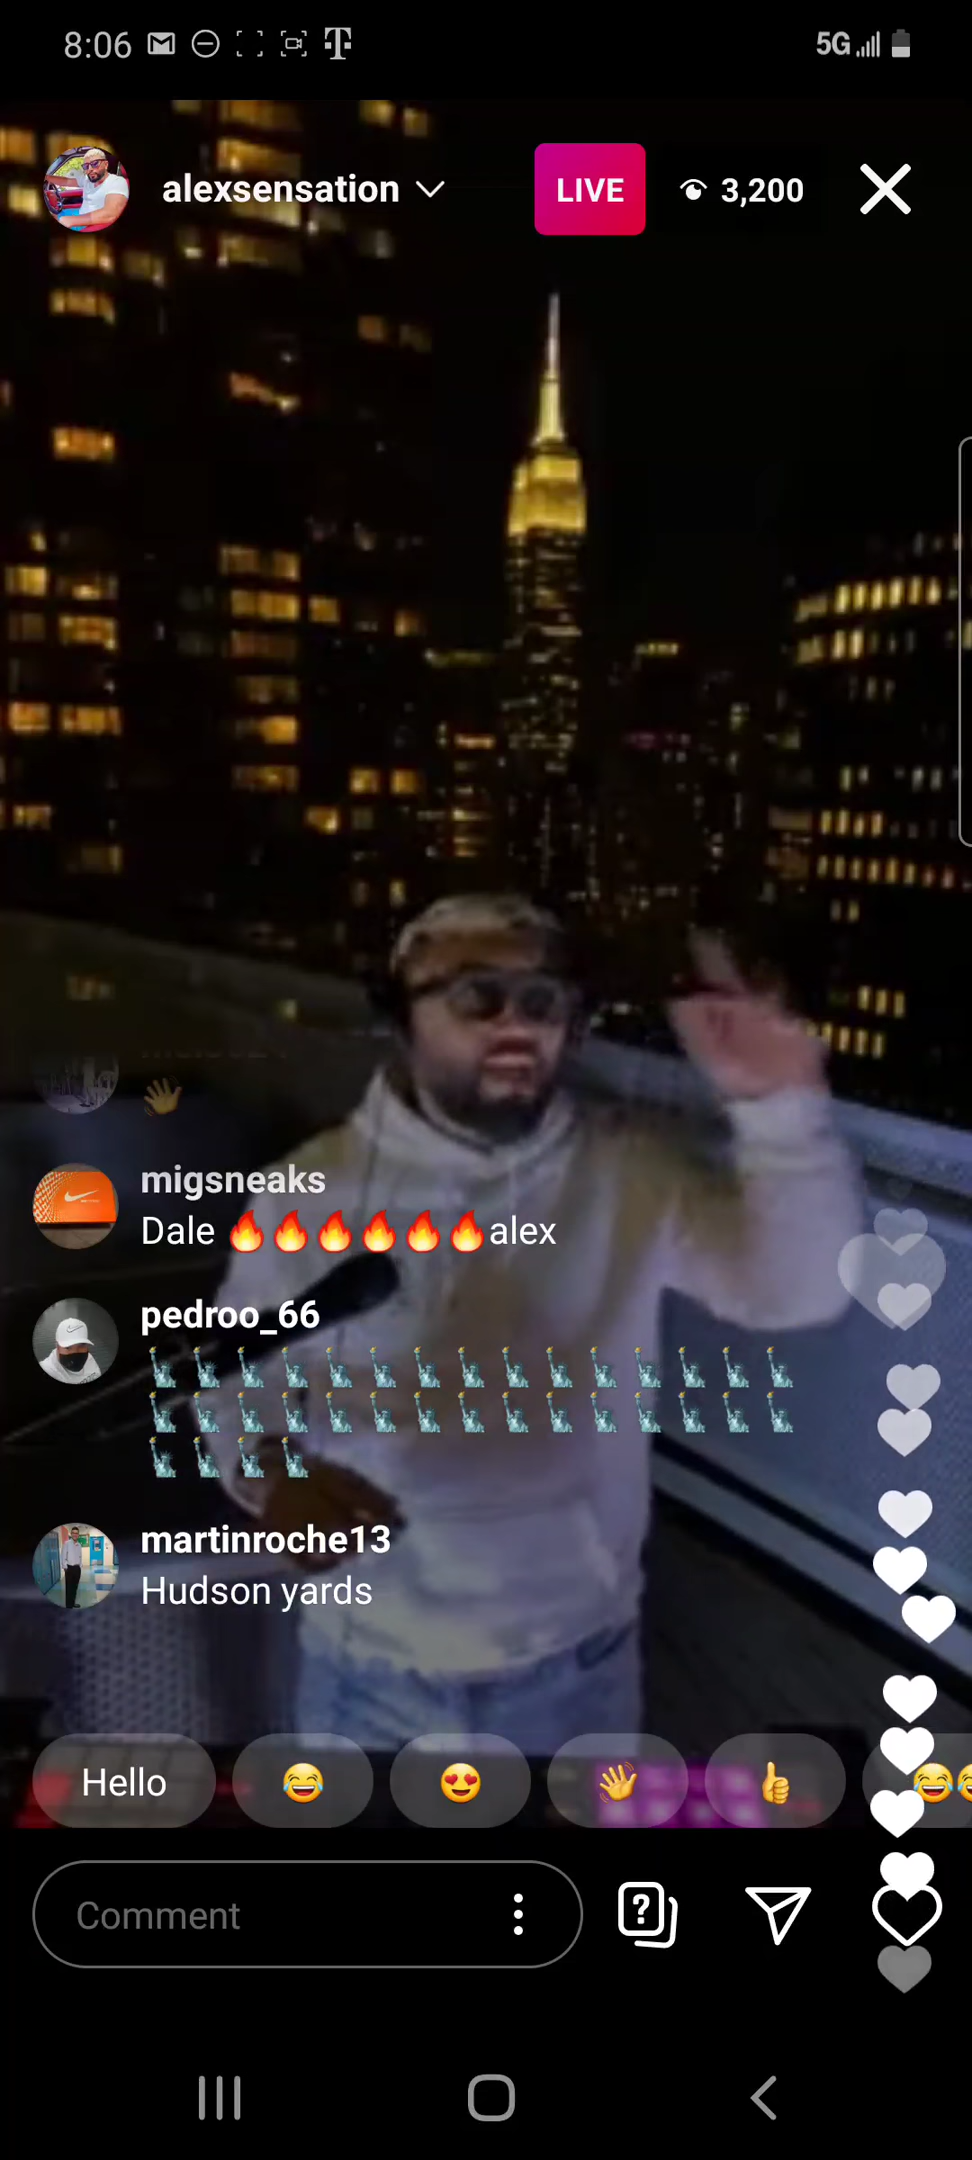 8:06
5G
alexsensation
LIVE
3,200
migsneaks
Dale 🔥🔥🔥🔥🔥🔥alex
pedroo_66
🗽🗽🗽🗽🗽🗽🗽🗽🗽🗽🗽🗽🗽🗽🗽
🗽🗽🗽🗽🗽🗽🗽🗽🗽🗽🗽🗽🗽🗽🗽
🗽🗽🗽🗽
martinroche13
Hudson yards
Hello
Comment